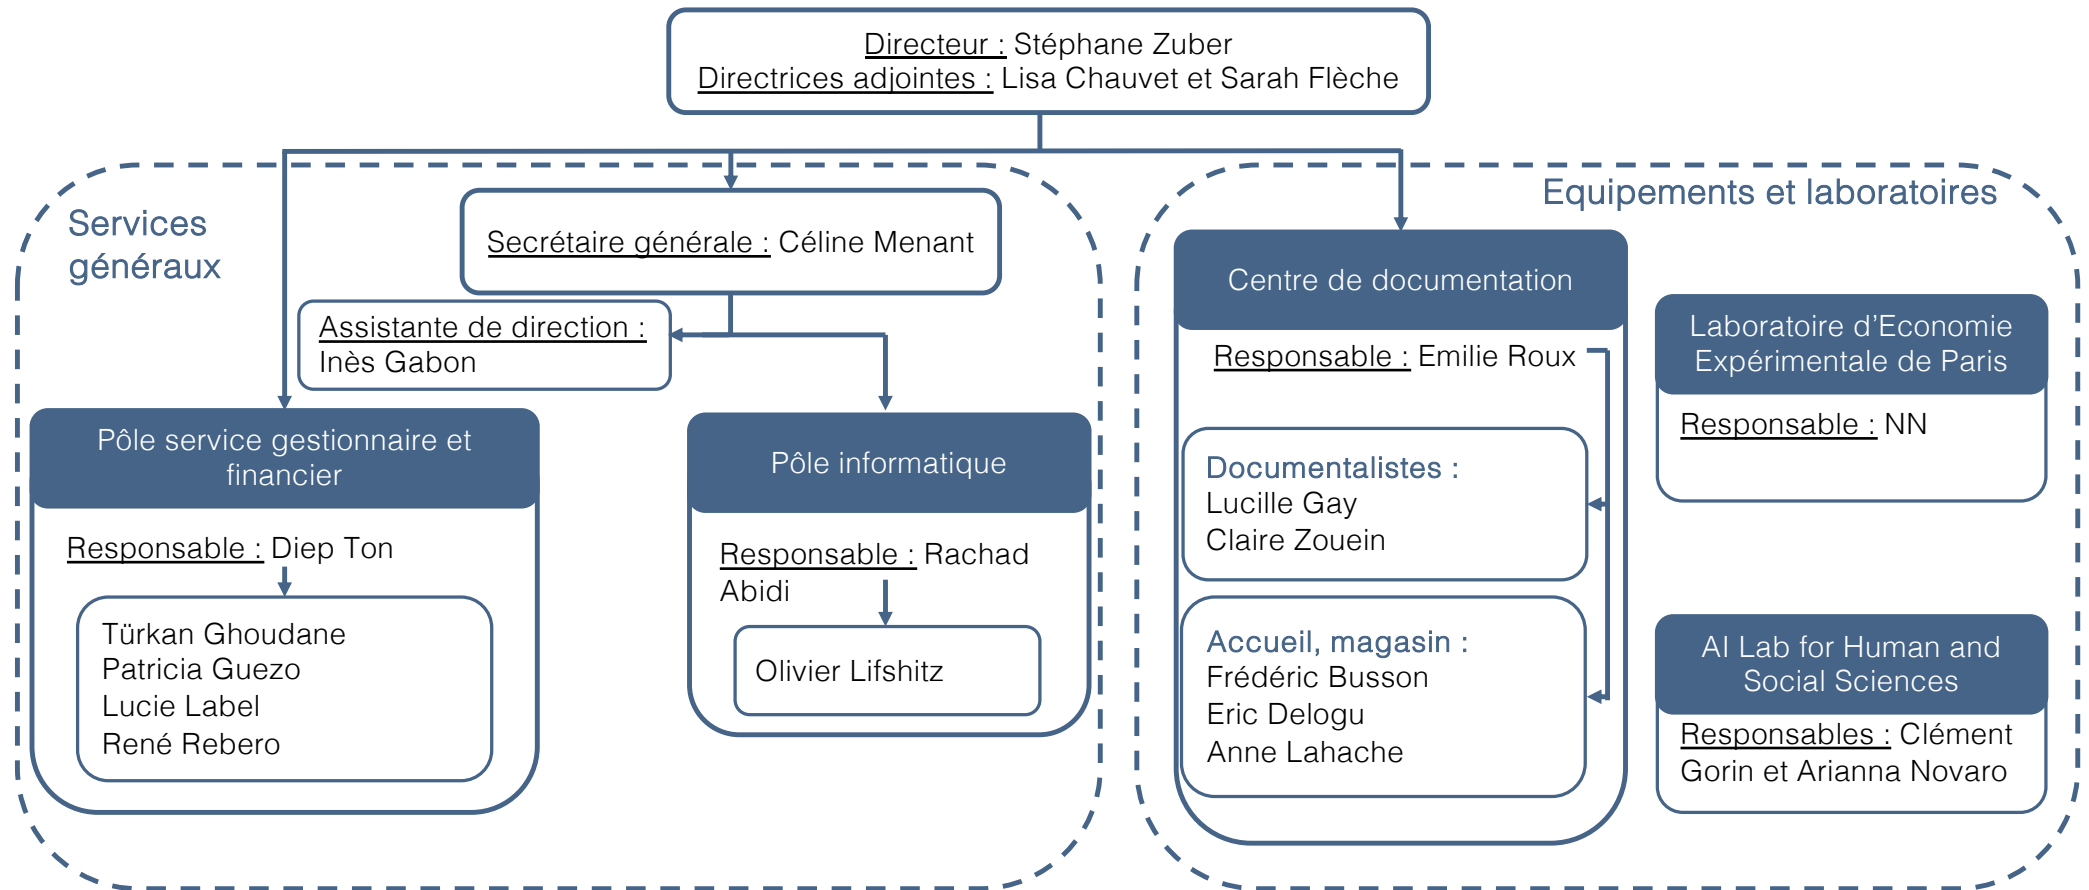 Directeur : Stéphane Zuber
Directrices adjointes : Lisa Chauvet et Sarah Flèche
Services
généraux
Secrétaire générale : Céline Menant
Assistante de direction :
Inès Gabon
Pôle service gestionnaire et
financier
Responsable : Diep Ton
Türkan Ghoudane
Patricia Guezo
Lucie Label
René Rebero
Pôle informatique
Responsable : Rachad
Abidi
Olivier Lifshitz
Equipements et laboratoires
Centre de documentation
Responsable : Emilie Roux
Documentalistes :
Lucille Gay
Claire Zouein
Accueil, magasin :
Frédéric Busson
Eric Delogu
Anne Lahache
Laboratoire d’Economie
Expérimentale de Paris
Responsable : NN
AI Lab for Human and
Social Sciences
Responsables : Clément
Gorin et Arianna Novaro